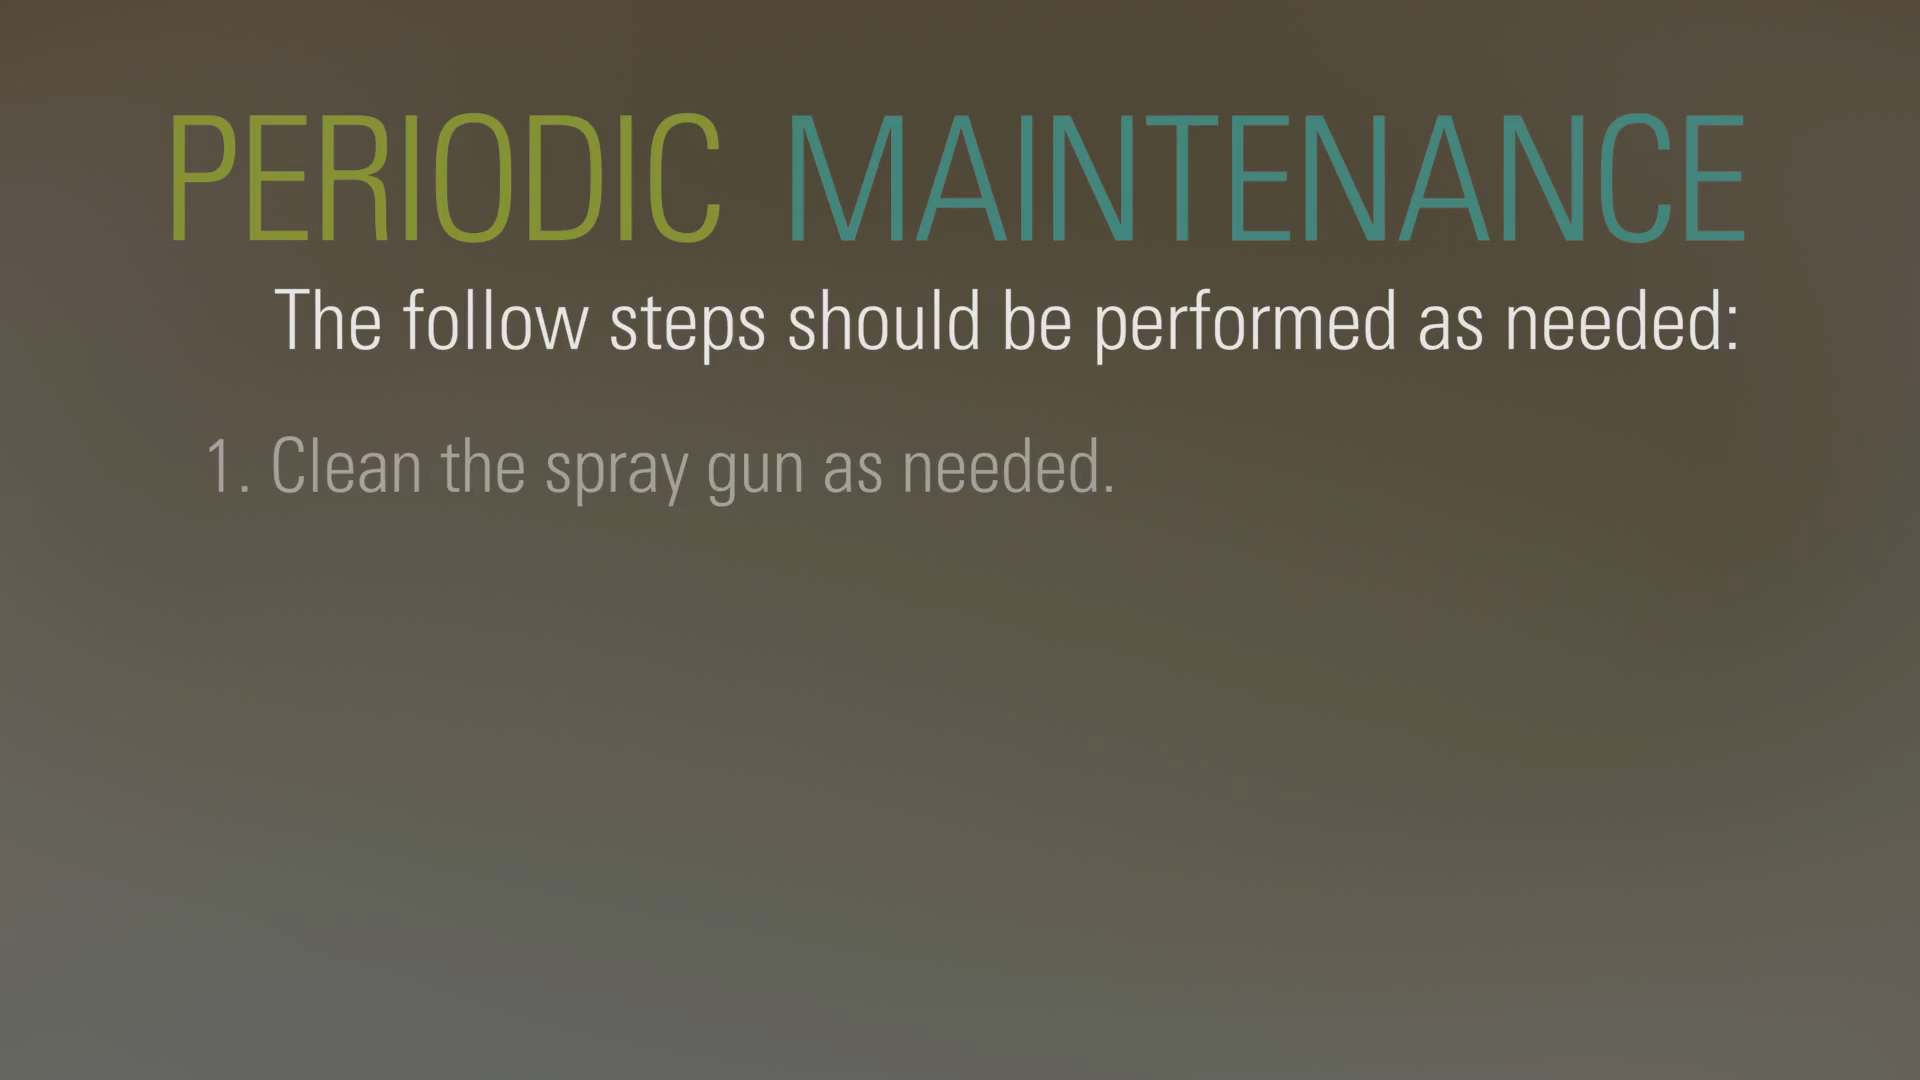 PERIODIC MAINTENANCE
The follow steps should be performed as needed:
1. Clean the spray gun as needed.